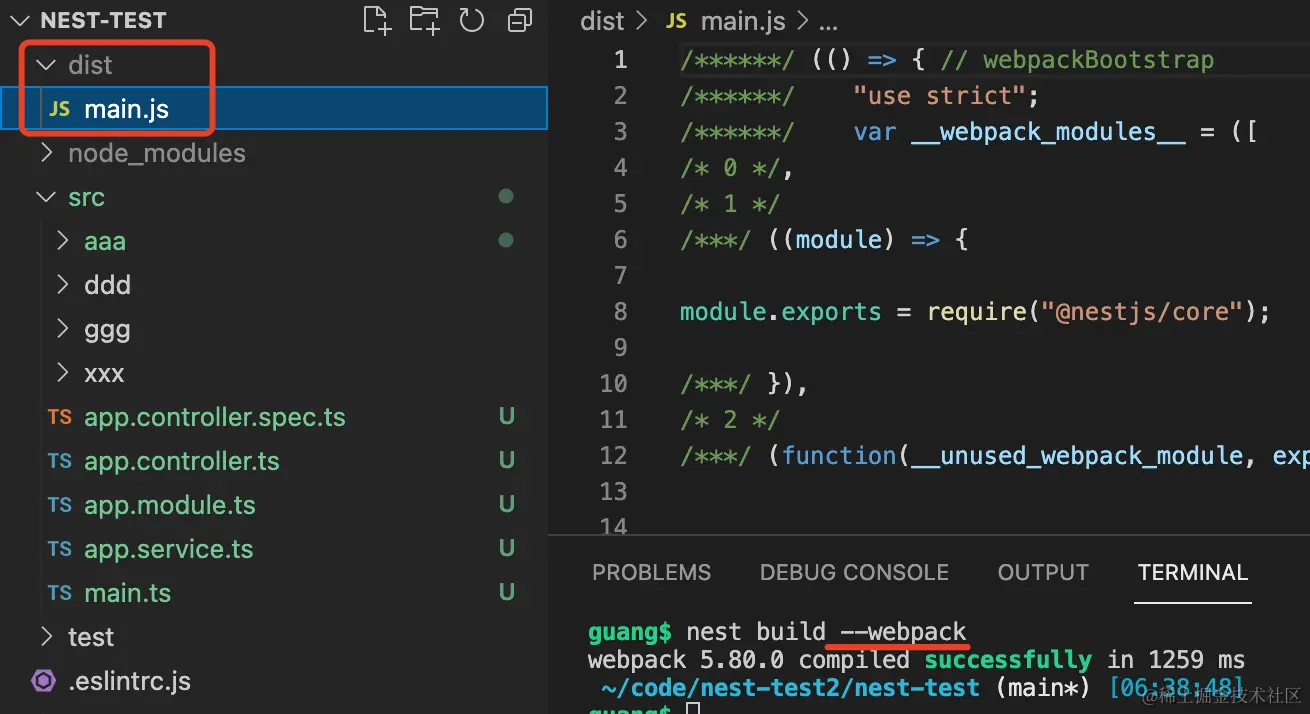 NEST-TEST
dist
JS main.js
node_modules
src
aaa
ddd
ggg
xxx
TS app.controller.spec.ts U
TS app.controller.ts U
TS app.module.ts U
TS app.service.ts U
TS main.ts U
test
.eslintrc.js
dist > JS main.js > ...
1 /******/ (() => { // webpackBootstrap
2 /******/ "use strict";
3 /******/ var __webpack_modules__ = ([
4 /* 0 */,
5 /* 1 */
6 /***/ ((module) => {
7
8 module.exports = require("@nestjs/core");
9
10 /***/ }),
11 /* 2 */
12 /***/ (function(__unused_webpack_module, exp
13
14
PROBLEMS DEBUG CONSOLE OUTPUT TERMINAL
guang$ nest build --webpack
webpack 5.80.0 compiled successfully in 1259 ms
~/code/nest-test2/nest-test (main*) [06:38:48]
guang$
@稀土掘金技术社区